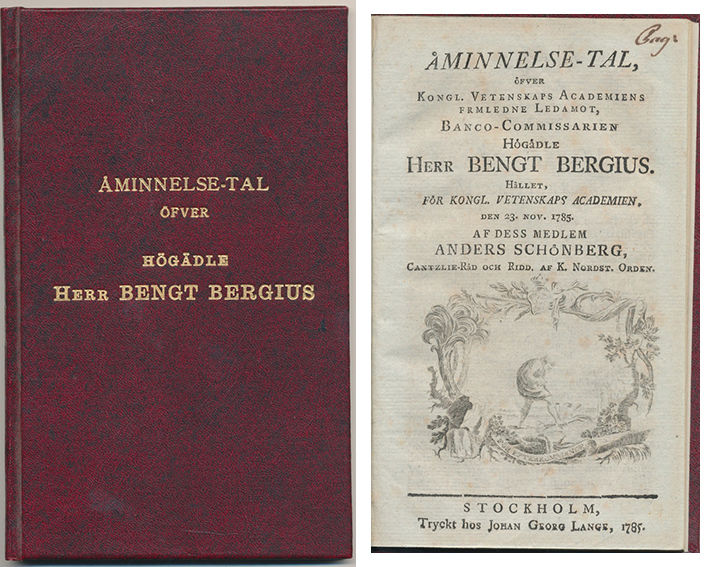 ÅMINNELSE-TAL
ÖFVER
HÖGÄDLE
HERR BENGT BERGIUS
ÅMINNELSE-TAL,
ÖFVER
KONGL. VETENSKAPS ACADEMIENS
FRMLEDNE LEDAMOT,
BANCO-COMMISSARIEN
HÖGÄDLE
HERR BENGT BERGIUS.
HÅLLET,
FÖR KONGL. VETENSKAPS ACADEMIEN,
DEN 23. NOV. 1785.
AF DESS MEDLEM
ANDERS SCHÖNBERG,
CANTZLIE-RÅD OCH RIDD. AF K. NORDST. ORDEN.
STOCKHOLM,
Tryckt hos JOHAN GEORG LANGE, 1785.